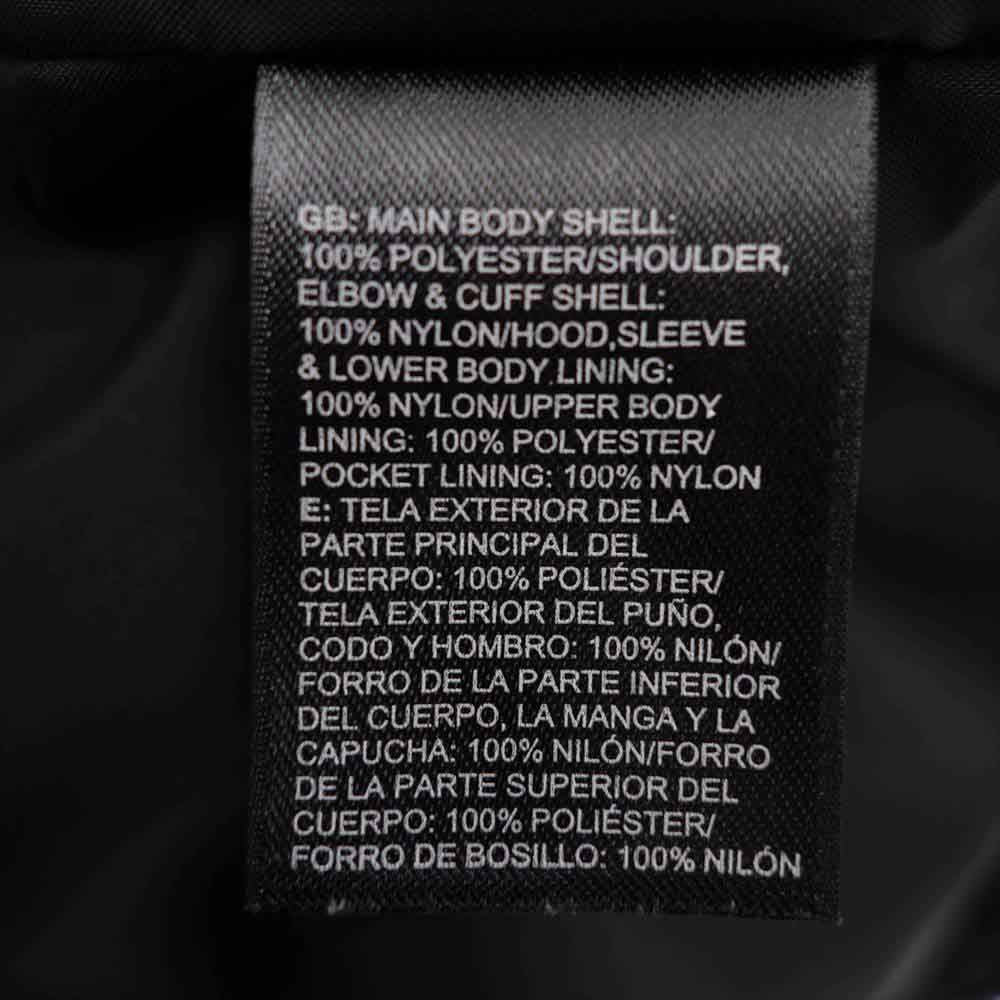 GB: MAIN BODY SHELL:
100% POLYESTER/SHOULDER,
ELBOW & CUFF SHELL:
100% NYLON/HOOD,SLEEVE
& LOWER BODY LINING:
100% NYLON/UPPER BODY
LINING: 100% POLYESTER/
POCKET LINING: 100% NYLON
E: TELA EXTERIOR DE LA
PARTE PRINCIPAL DEL
CUERPO: 100% POLIÉSTER/
TELA EXTERIOR DEL PUÑO,
CODO Y HOMBRO: 100% NILÓN/
FORRO DE LA PARTE INFERIOR
DEL CUERPO, LA MANGA Y LA
CAPUCHA: 100% NILÓN/FORRO
DE LA PARTE SUPERIOR DEL
CUERPO: 100% POLIÉSTER/
FORRO DE BOSILLO: 100% NILÓN